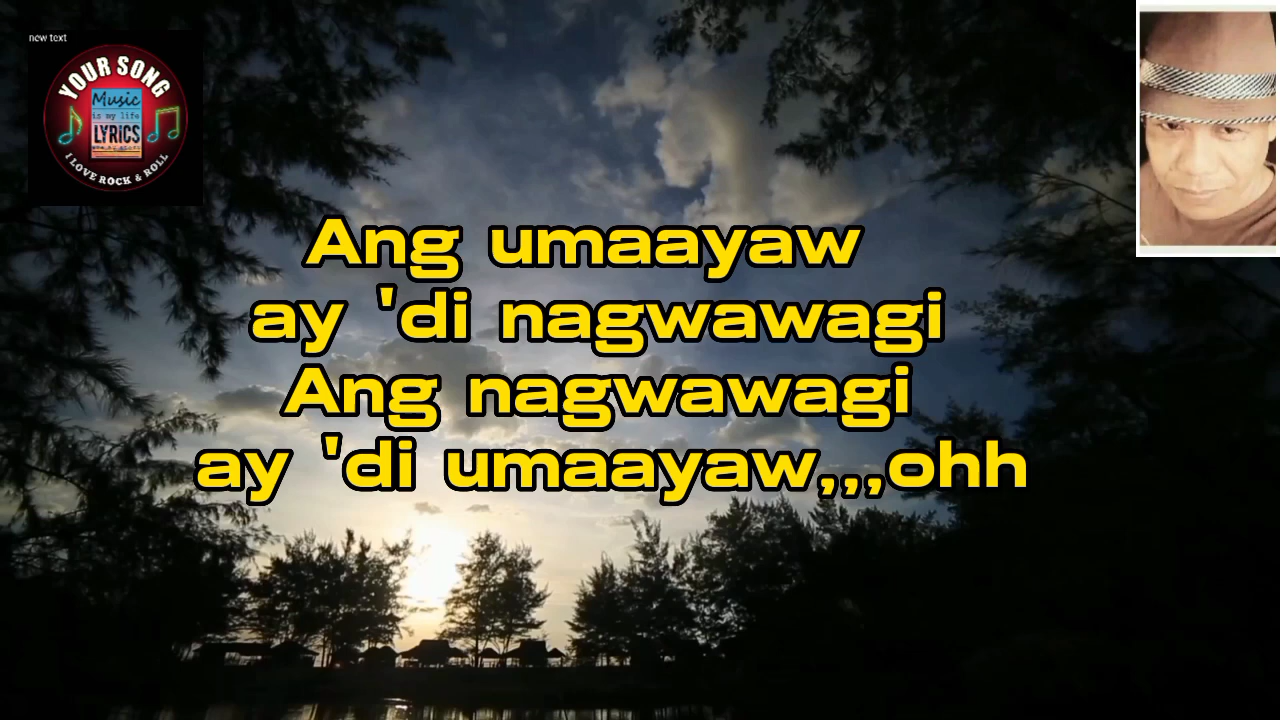 new text
YOUR SONG
Music
is my life
LYRICS
I LOVE ROCK & ROLL
Ang umaayaw
ay 'di nagwawagi
Ang nagwawagi
ay 'di umaayaw,,,ohh